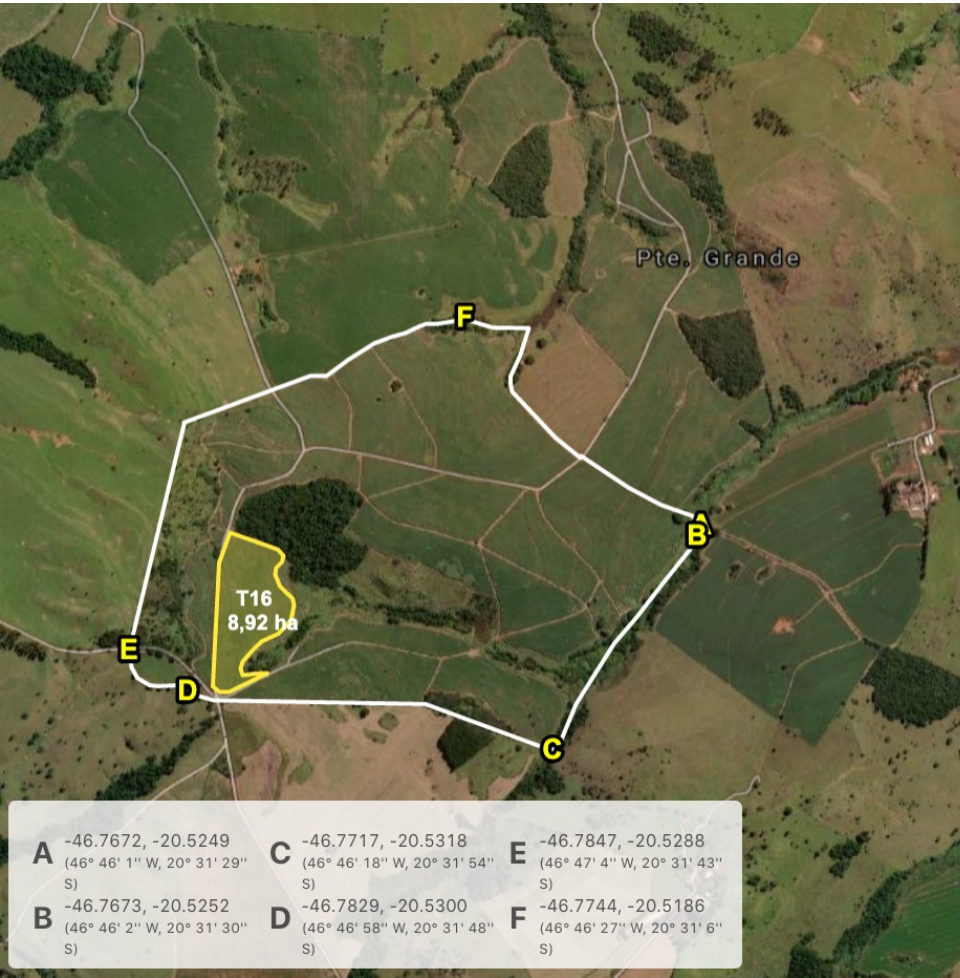 Pte. Grande
F
A
B
T16
8,92 ha
E
D
C
A -46.7672, -20.5249
(46° 46' 1'' W, 20° 31' 29''
S)
C -46.7717, -20.5318
(46° 46' 18'' W, 20° 31' 54''
S)
E -46.7847, -20.5288
(46° 47' 4'' W, 20° 31' 43''
S)
B -46.7673, -20.5252
(46° 46' 2'' W, 20° 31' 30''
S)
D -46.7829, -20.5300
(46° 46' 58'' W, 20° 31' 48''
S)
F -46.7744, -20.5186
(46° 46' 27'' W, 20° 31' 6''
S)